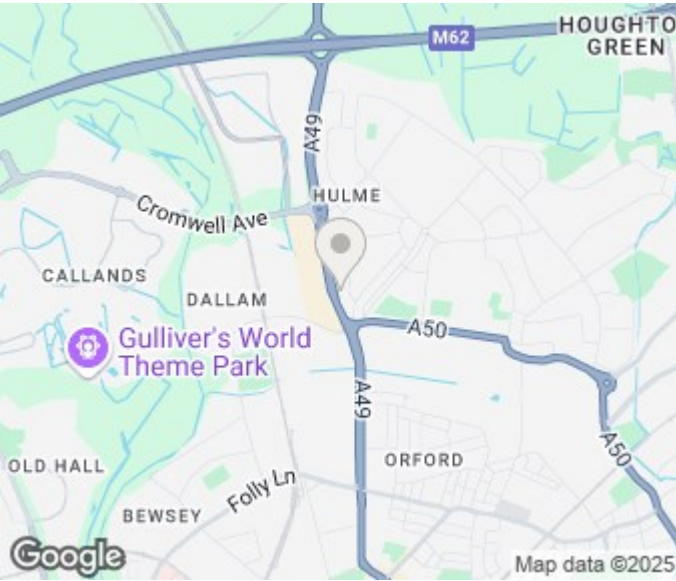 HOUGHTO
GREEN
M62
A49
HULME
Cromwell Ave
CALLANDS
DALLAM
Gulliver's World
Theme Park
A50
A49
OLD HALL
ORFORD
A50
Folly Ln
BEWSEY
Google
Map data ©2025